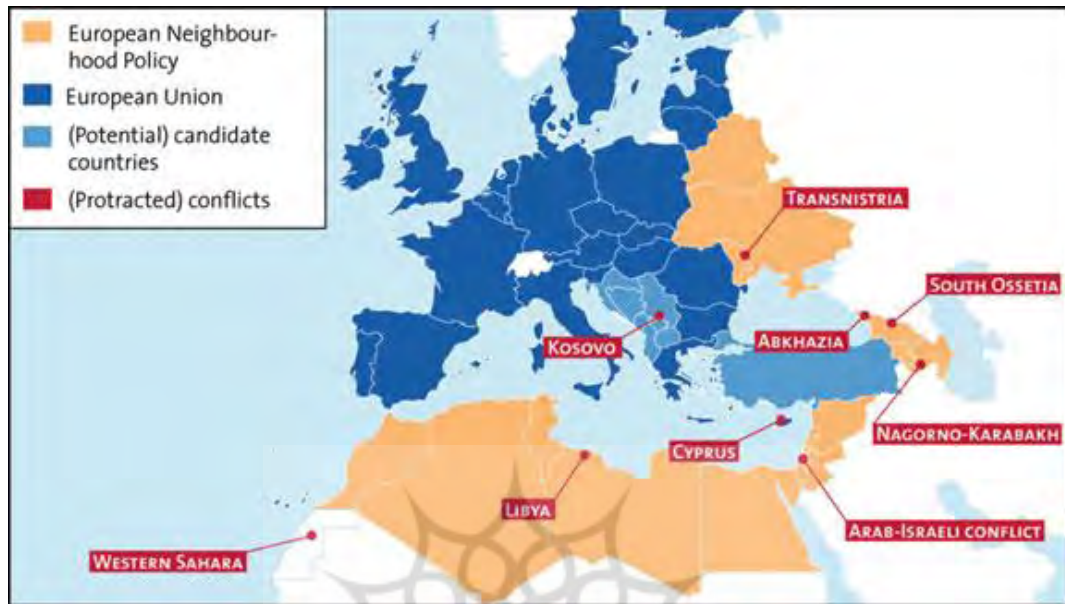 European Neighbour-
hood Policy
European Union
(Potential) candidate
countries
(Protracted) conflicts
TRANSNISTRIA
SOUTH OSSETIA
ABKHAZIA
KOSOVO
NAGORNO-KARABAKH
CYPRUS
LIBYA
ARAB-ISRAELI CONFLICT
WESTERN SAHARA